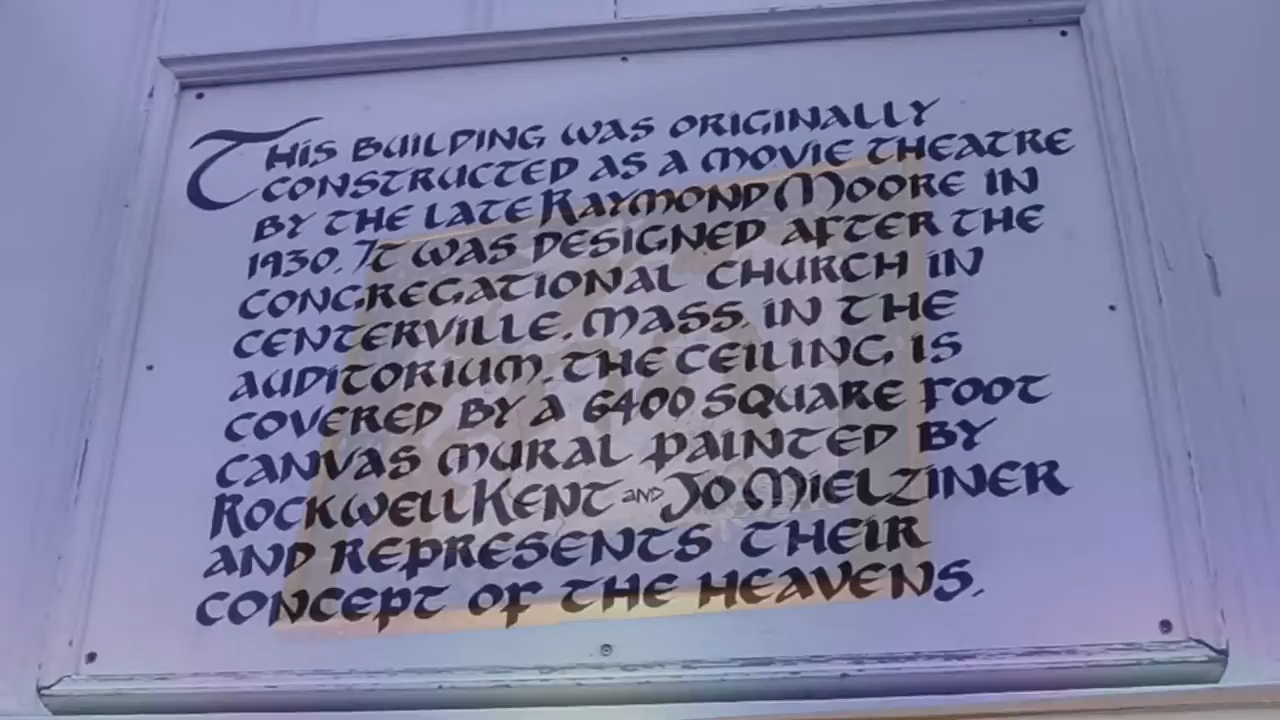 THIS BUILDING WAS ORIGINALLY
CONSTRUCTED AS A MOVIE THEATRE
BY THE LATE RAYMOND MOORE IN
1930. IT WAS DESIGNED AFTER THE
CONGREGATIONAL CHURCH IN
CENTERVILLE, MASS. IN THE
AUDITORIUM, THE CEILING IS
COVERED BY A 6400 SQUARE FOOT
CANVAS MURAL PAINTED BY
ROCKWELL KENT AND JO MIELZINER
AND REPRESENTS THEIR
CONCEPT OF THE HEAVENS.